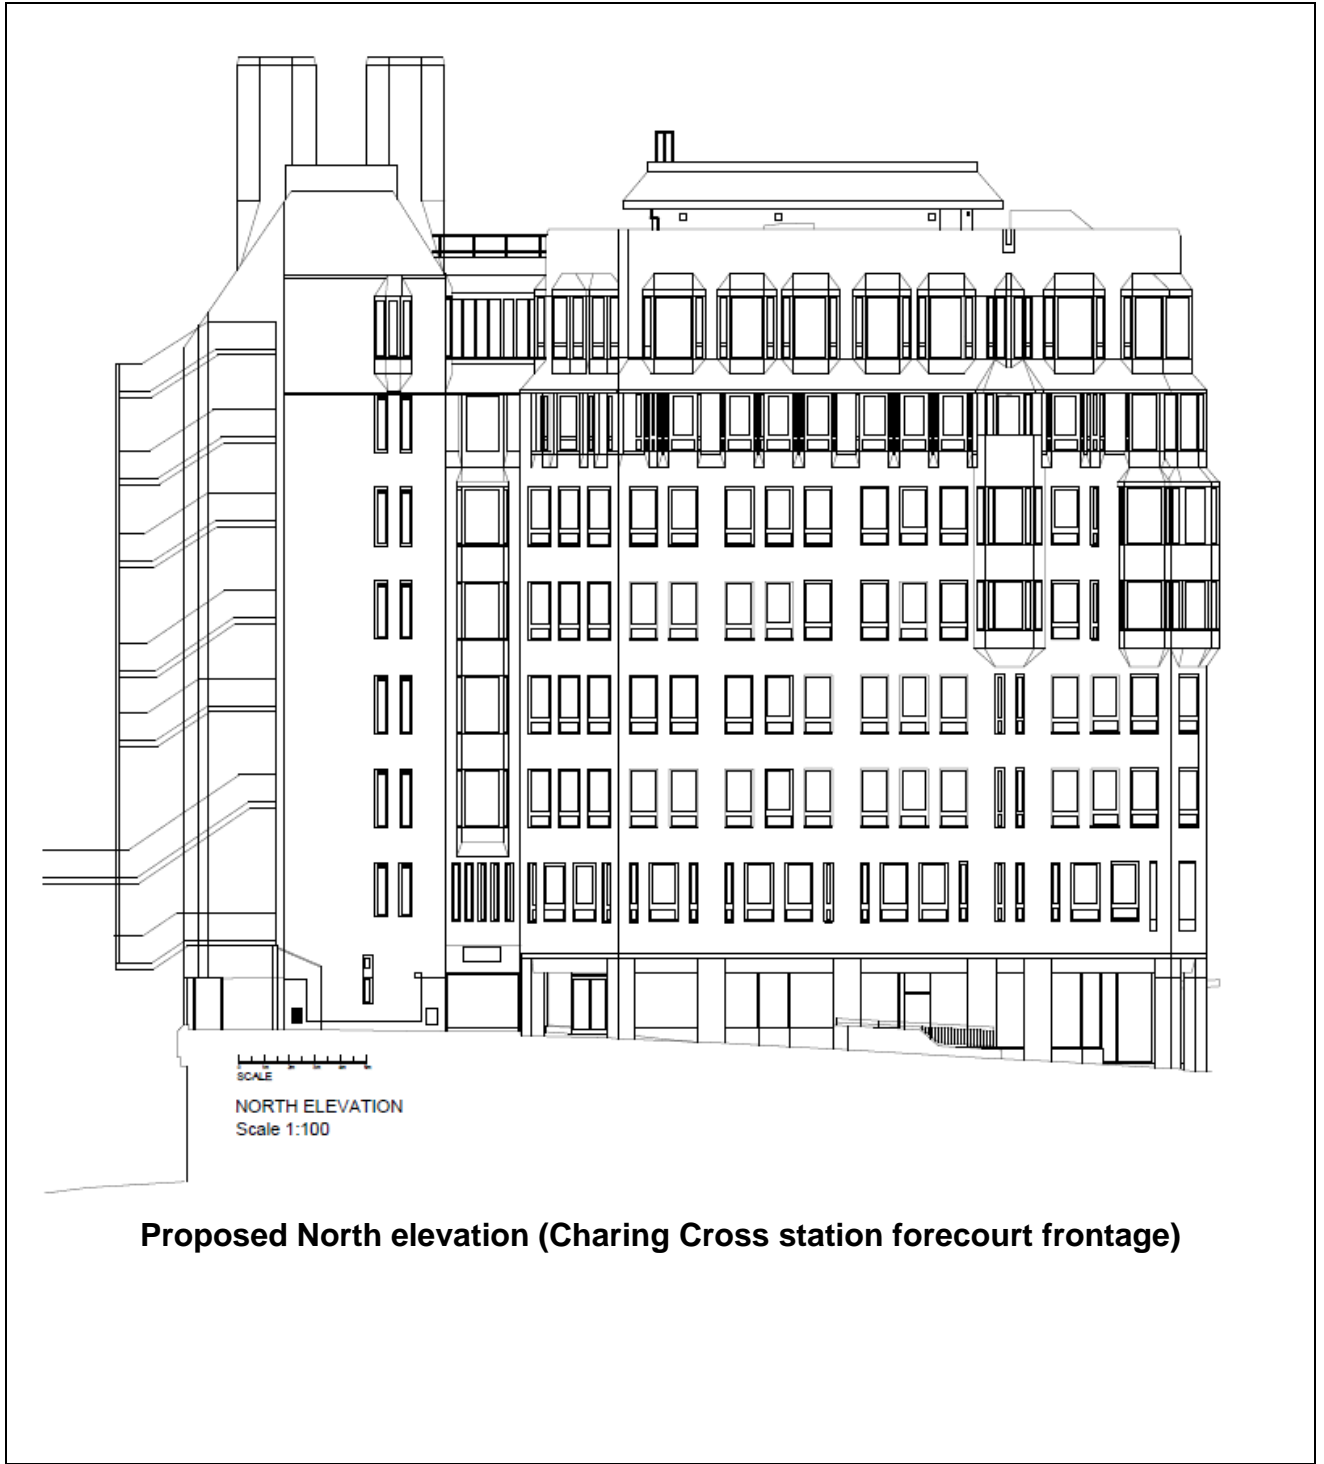 SCALE
NORTH ELEVATION
Scale 1:100
Proposed North elevation (Charing Cross station forecourt frontage)